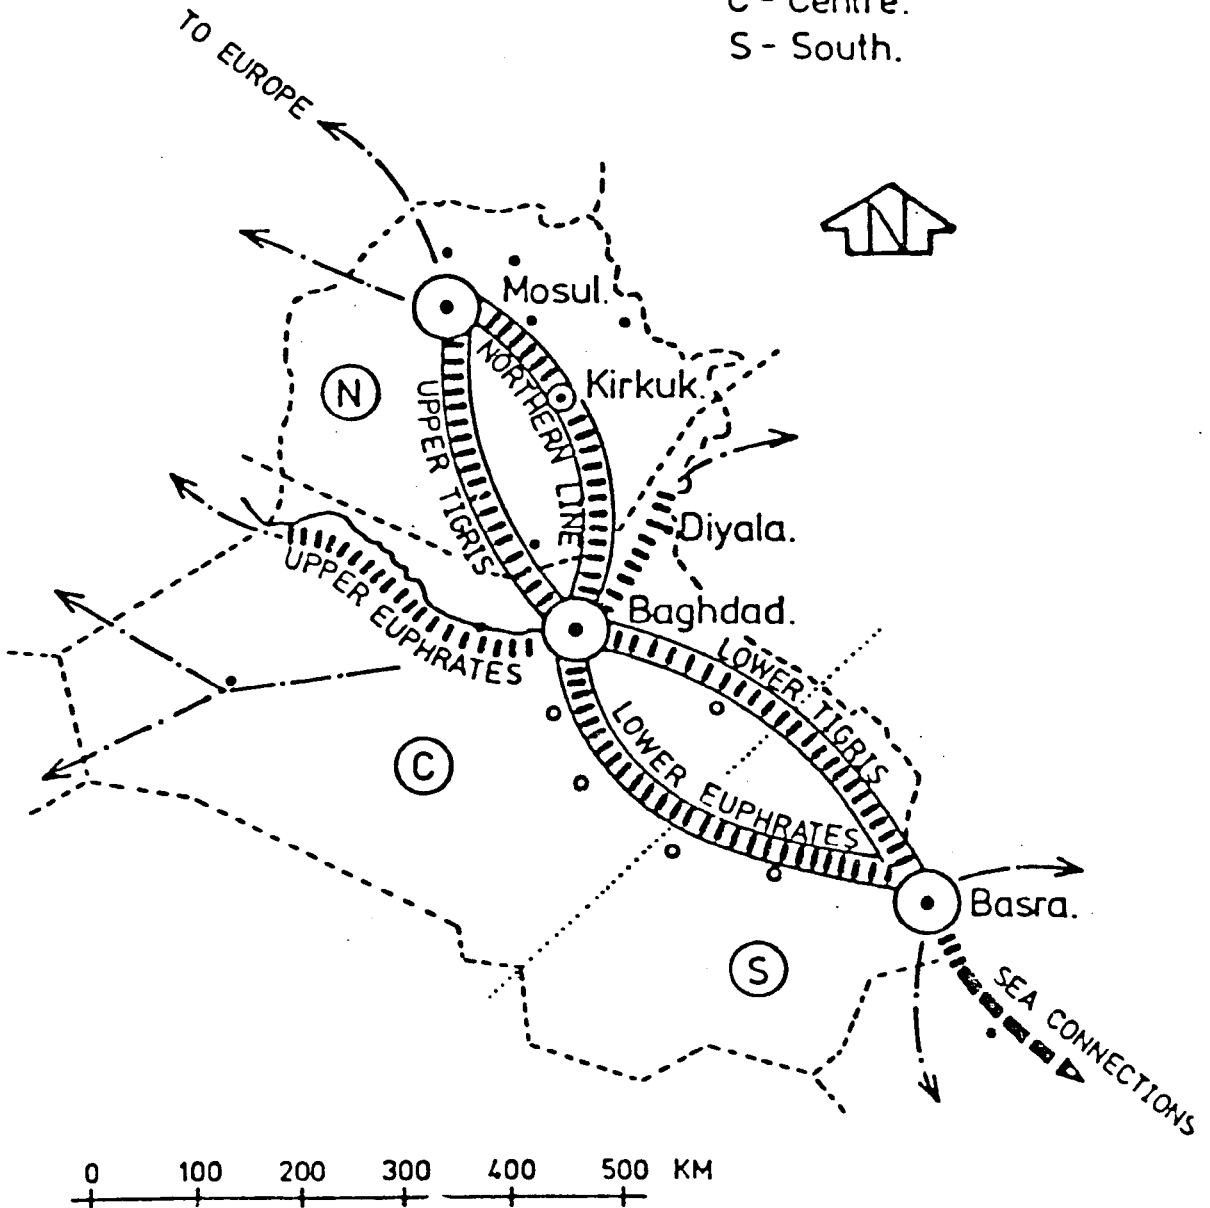 C - Centre.
S - South.
TO EUROPE
N
Mosul.
NORTHERN LINE
Kirkuk.
N
UPPER TIGRIS
Diyala.
UPPER EUPHRATES
Baghdad.
LOWER TIGRIS
LOWER EUPHRATES
C
Basra.
S
SEA CONNECTIONS
0 100 200 300 400 500 KM